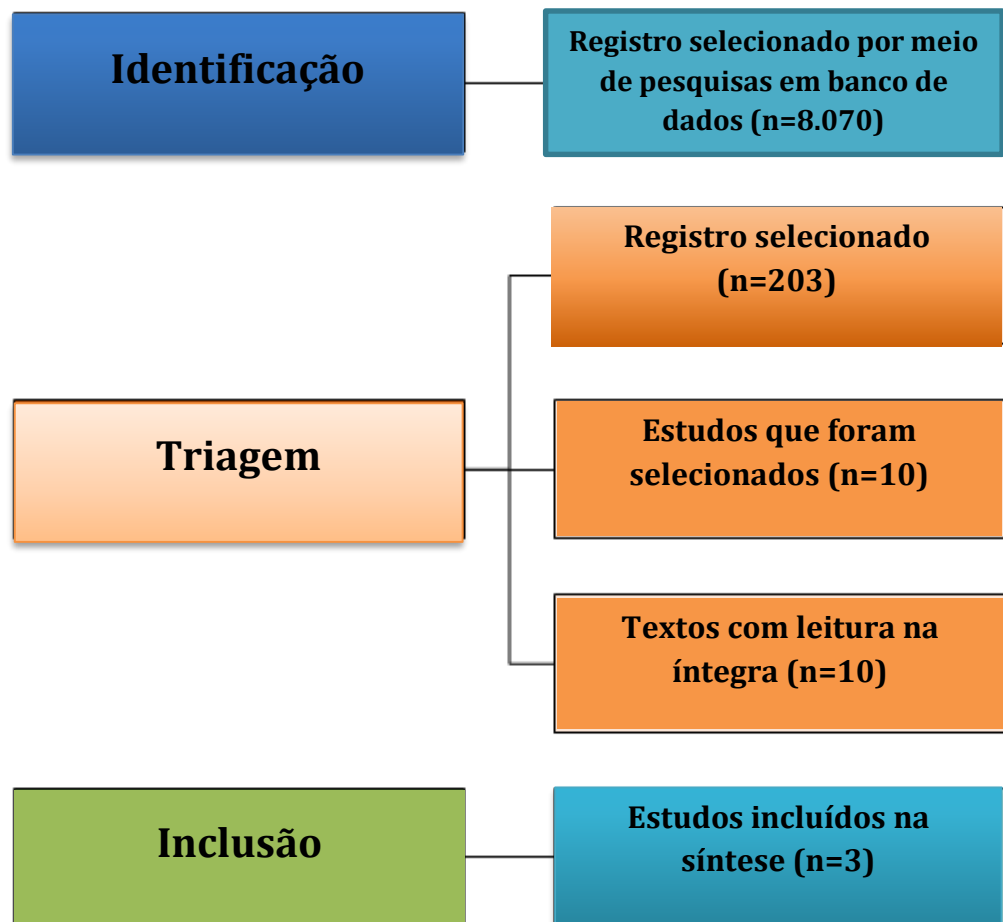 Identificação
Registro selecionado por meio
de pesquisas em banco de
dados (n=8.070)
Registro selecionado
(n=203)
Triagem
Estudos que foram
selecionados (n=10)
Textos com leitura na
íntegra (n=10)
Inclusão
Estudos incluídos na
síntese (n=3)